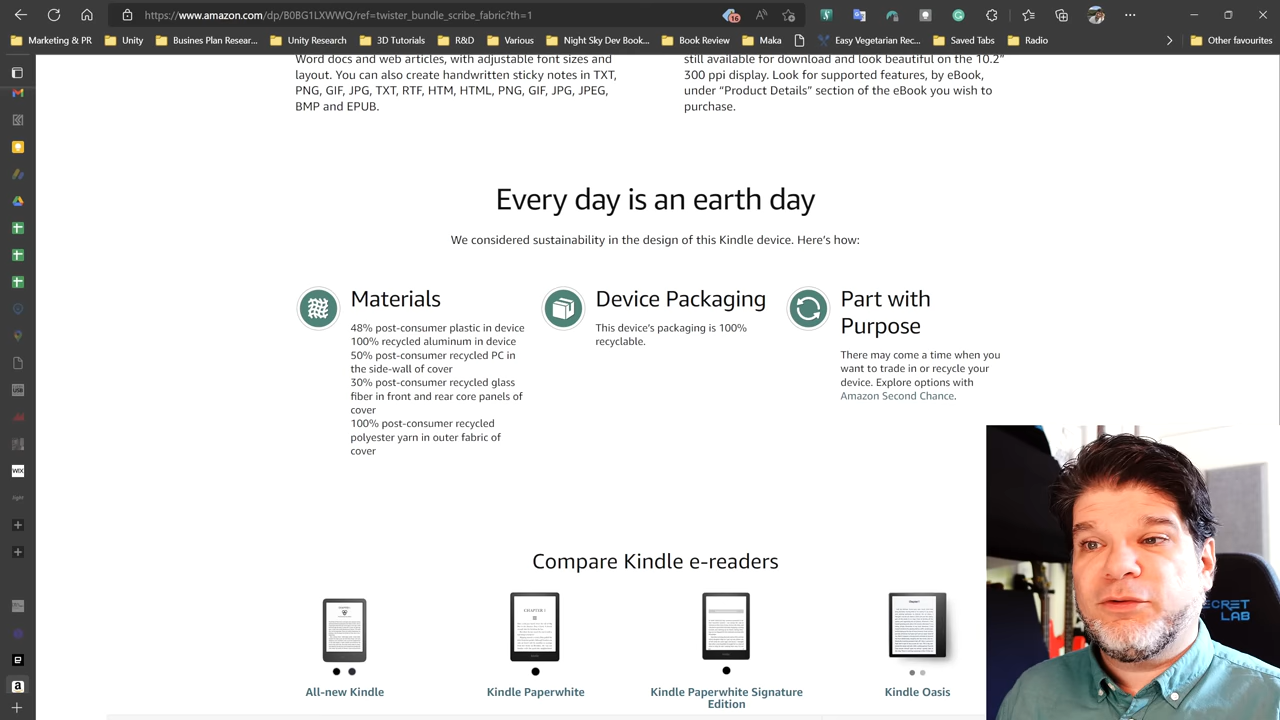 https://www.amazon.com/dp/B0BG1LXWWQ/ref=twister_bundle_scribe_fabric?th=1
16
Marketing & PR
Unity
Busines Plan Resear...
Unity Research
3D Tutorials
R&D
Various
Night Sky Dev Book...
Book Review
Maka
Easy Vegetarian Rec...
Saved Tabs
Radio
Other favourites
Word docs and web articles, with adjustable font sizes and
layout. You can also create handwritten sticky notes in TXT,
PNG, GIF, JPG, TXT, RTF, HTM, HTML, PNG, GIF, JPG, JPEG,
BMP and EPUB.
still available for download and look beautiful on the 10.2”
300 ppi display. Look for supported features, by eBook,
under “Product Details” section of the eBook you wish to
purchase.
Every day is an earth day
We considered sustainability in the design of this Kindle device. Here’s how:
Materials
48% post-consumer plastic in device
100% recycled aluminum in device
50% post-consumer recycled PC in
the side-wall of cover
30% post-consumer recycled glass
fiber in front and rear core panels of
cover
100% post-consumer recycled
polyester yarn in outer fabric of
cover
Device Packaging
This device’s packaging is 100%
recyclable.
Part with
Purpose
There may come a time when you
want to trade in or recycle your
device. Explore options with
Amazon Second Chance.
WIX
Compare Kindle e-readers
All-new Kindle
Kindle Paperwhite
Kindle Paperwhite Signature
Edition
Kindle Oasis
LAB